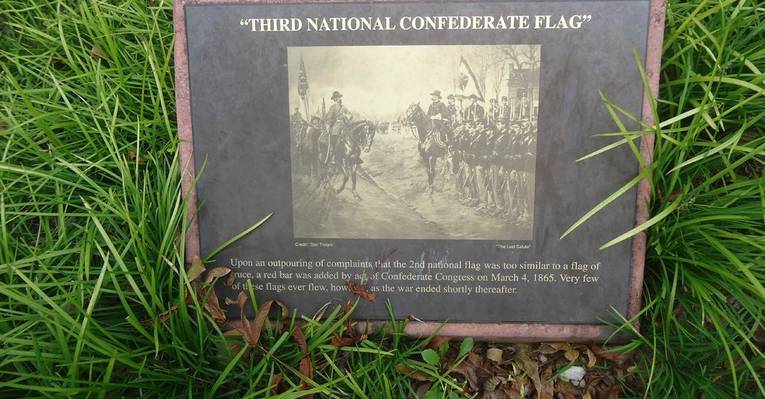 “THIRD NATIONAL CONFEDERATE FLAG”
Credit: Don Troiani
“The Last Salute”
Upon an outpouring of complaints that the 2nd national flag was too similar to a flag of
truce, a red bar was added by act of Confederate Congress on March 4, 1865. Very few
of these flags ever flew, as the war ended shortly thereafter.